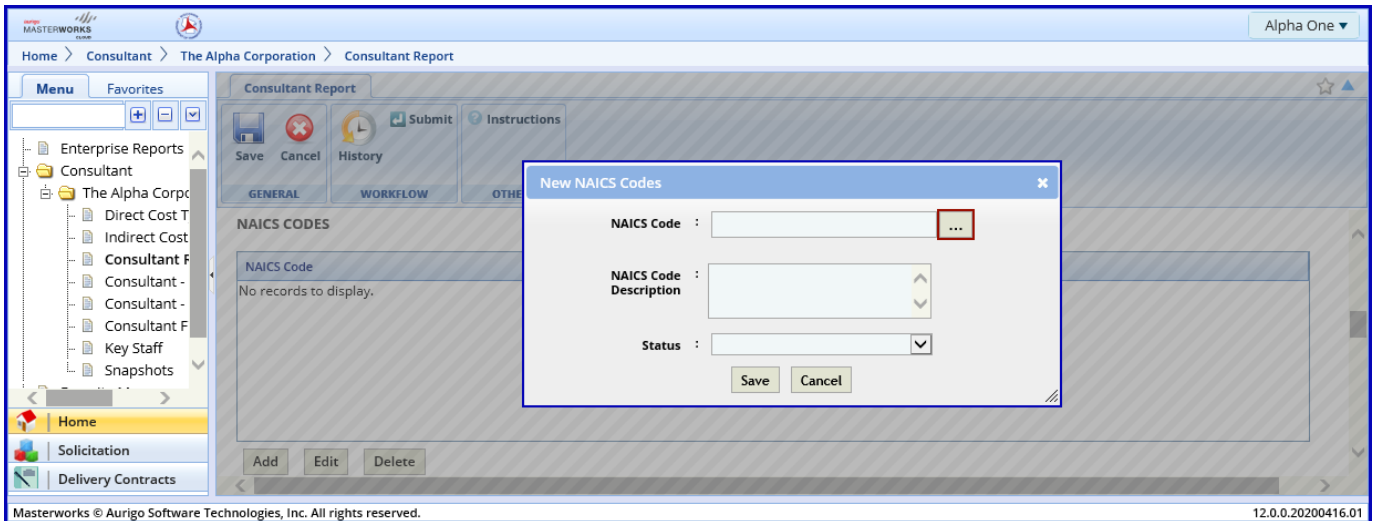 aurigo
MASTERWORKS
CLOUD
Alpha One ▼
Home > Consultant > The Alpha Corporation > Consultant Report
Menu Favorites
Consultant Report
Save Cancel History Submit Instructions
GENERAL WORKFLOW OTHE
Enterprise Reports
Consultant
The Alpha Corpo
Direct Cost T
Indirect Cost
Consultant F
Consultant -
Consultant -
Consultant F
Key Staff
Snapshots
Home
Solicitation
Delivery Contracts
NAICS CODES
NAICS Code
No records to display.
Add Edit Delete
New NAICS Codes
NAICS Code :
...
NAICS Code Description :
Status :
Save Cancel
Masterworks © Aurigo Software Technologies, Inc. All rights reserved. 12.0.0.20200416.01